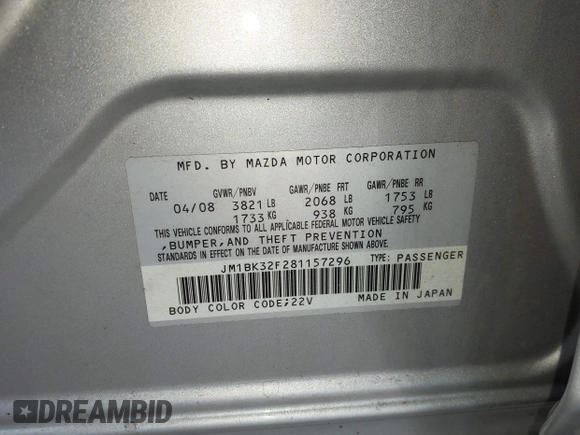 MFD. BY MAZDA MOTOR CORPORATION
DATE GVWR/PNBV GAWR/PNBE FRT GAWR/PNBE RR
04/08 3821 LB 2068 LB 1753 LB
1733 KG 938 KG 795 KG
THIS VEHICLE CONFORMS TO ALL APPLICABLE FEDERAL MOTOR VEHICLE SAFETY
,BUMPER,AND THEFT PREVENTION
STANDARDS IN EFFECT ON THE DATE OF MANUFACTURE SHOWN ABOVE.
JM1BK32F281157296 TYPE: PASSENGER
BODY COLOR CODE;22V MADE IN JAPAN
DREAMBID